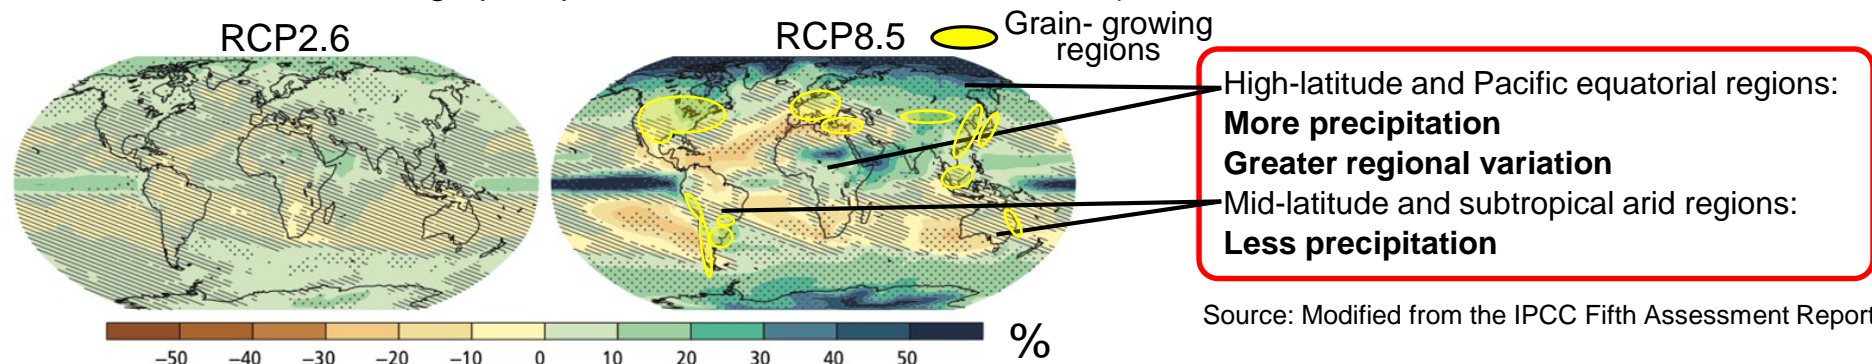 RCP2.6
RCP8.5
Grain- growing
regions
High-latitude and Pacific equatorial regions:
More precipitation
Greater regional variation
Mid-latitude and subtropical arid regions:
Less precipitation
Source: Modified from the IPCC Fifth Assessment Report
−50 −40 −30 −20 −10 0 10 20 30 40 50
%